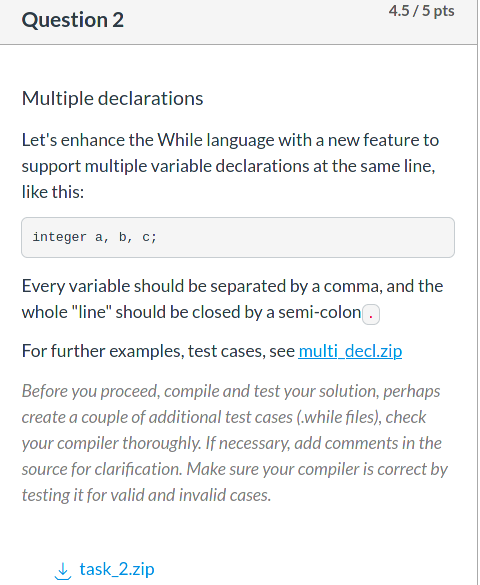 Question 2
4.5 / 5 pts
Multiple declarations
Let's enhance the While language with a new feature to
support multiple variable declarations at the same line,
like this:
integer a, b, c;
Every variable should be separated by a comma, and the
whole "line" should be closed by a semi-colon .
For further examples, test cases, see multi_decl.zip
Before you proceed, compile and test your solution, perhaps
create a couple of additional test cases (.while files), check
your compiler thoroughly. If necessary, add comments in the
source for clarification. Make sure your compiler is correct by
testing it for valid and invalid cases.
task_2.zip